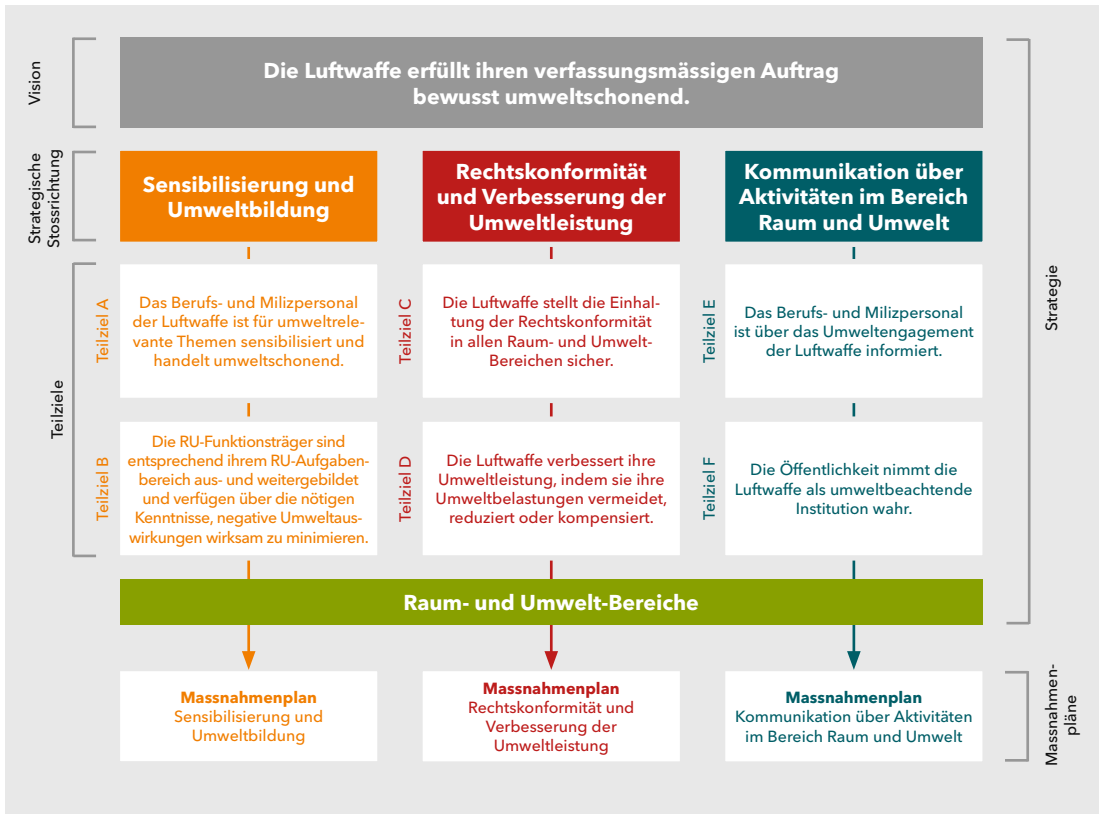 Vision
Die Luftwaffe erfüllt ihren verfassungsmässigen Auftrag
bewusst umweltschonend.
Strategische
Stossrichtung
Sensibilisierung und
Umweltbildung
Rechtskonformität
und Verbesserung der
Umweltleistung
Kommunikation über
Aktivitäten im Bereich
Raum und Umwelt
Strategie
Teilziele
Teilziel A
Das Berufs- und Milizpersonal
der Luftwaffe ist für umweltrele-
vante Themen sensibilisiert und
handelt umweltschonend.
Teilziel C
Die Luftwaffe stellt die Einhal-
tung der Rechtskonformität
in allen Raum- und Umwelt-
Bereichen sicher.
Teilziel E
Das Berufs- und Milizpersonal
ist über das Umweltengagement
der Luftwaffe informiert.
Teilziel B
Die RU-Funktionsträger sind
entsprechend ihrem RU-Aufgaben-
bereich aus- und weitergebildet
und verfügen über die nötigen
Kenntnisse, negative Umweltaus-
wirkungen wirksam zu minimieren.
Teilziel D
Die Luftwaffe verbessert ihre
Umweltleistung, indem sie ihre
Umweltbelastungen vermeidet,
reduziert oder kompensiert.
Teilziel F
Die Öffentlichkeit nimmt die
Luftwaffe als umweltbeachtende
Institution wahr.
Raum- und Umwelt-Bereiche
Massnahmenplan
Sensibilisierung und
Umweltbildung
Massnahmenplan
Rechtskonformität und
Verbesserung der
Umweltleistung
Massnahmenplan
Kommunikation über Aktivitäten
im Bereich Raum und Umwelt
Massnahmen-
pläne